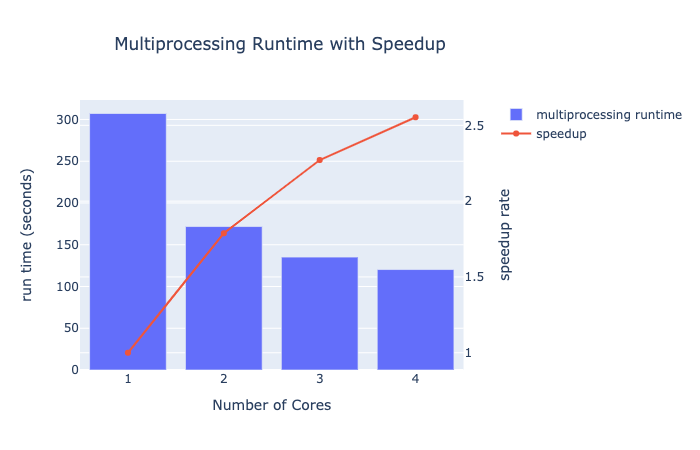 Multiprocessing Runtime with Speedup
multiprocessing runtime
speedup
run time (seconds)
300
250
200
150
100
50
0
2.5
2
1.5
1
speedup rate
1 2 3 4
Number of Cores